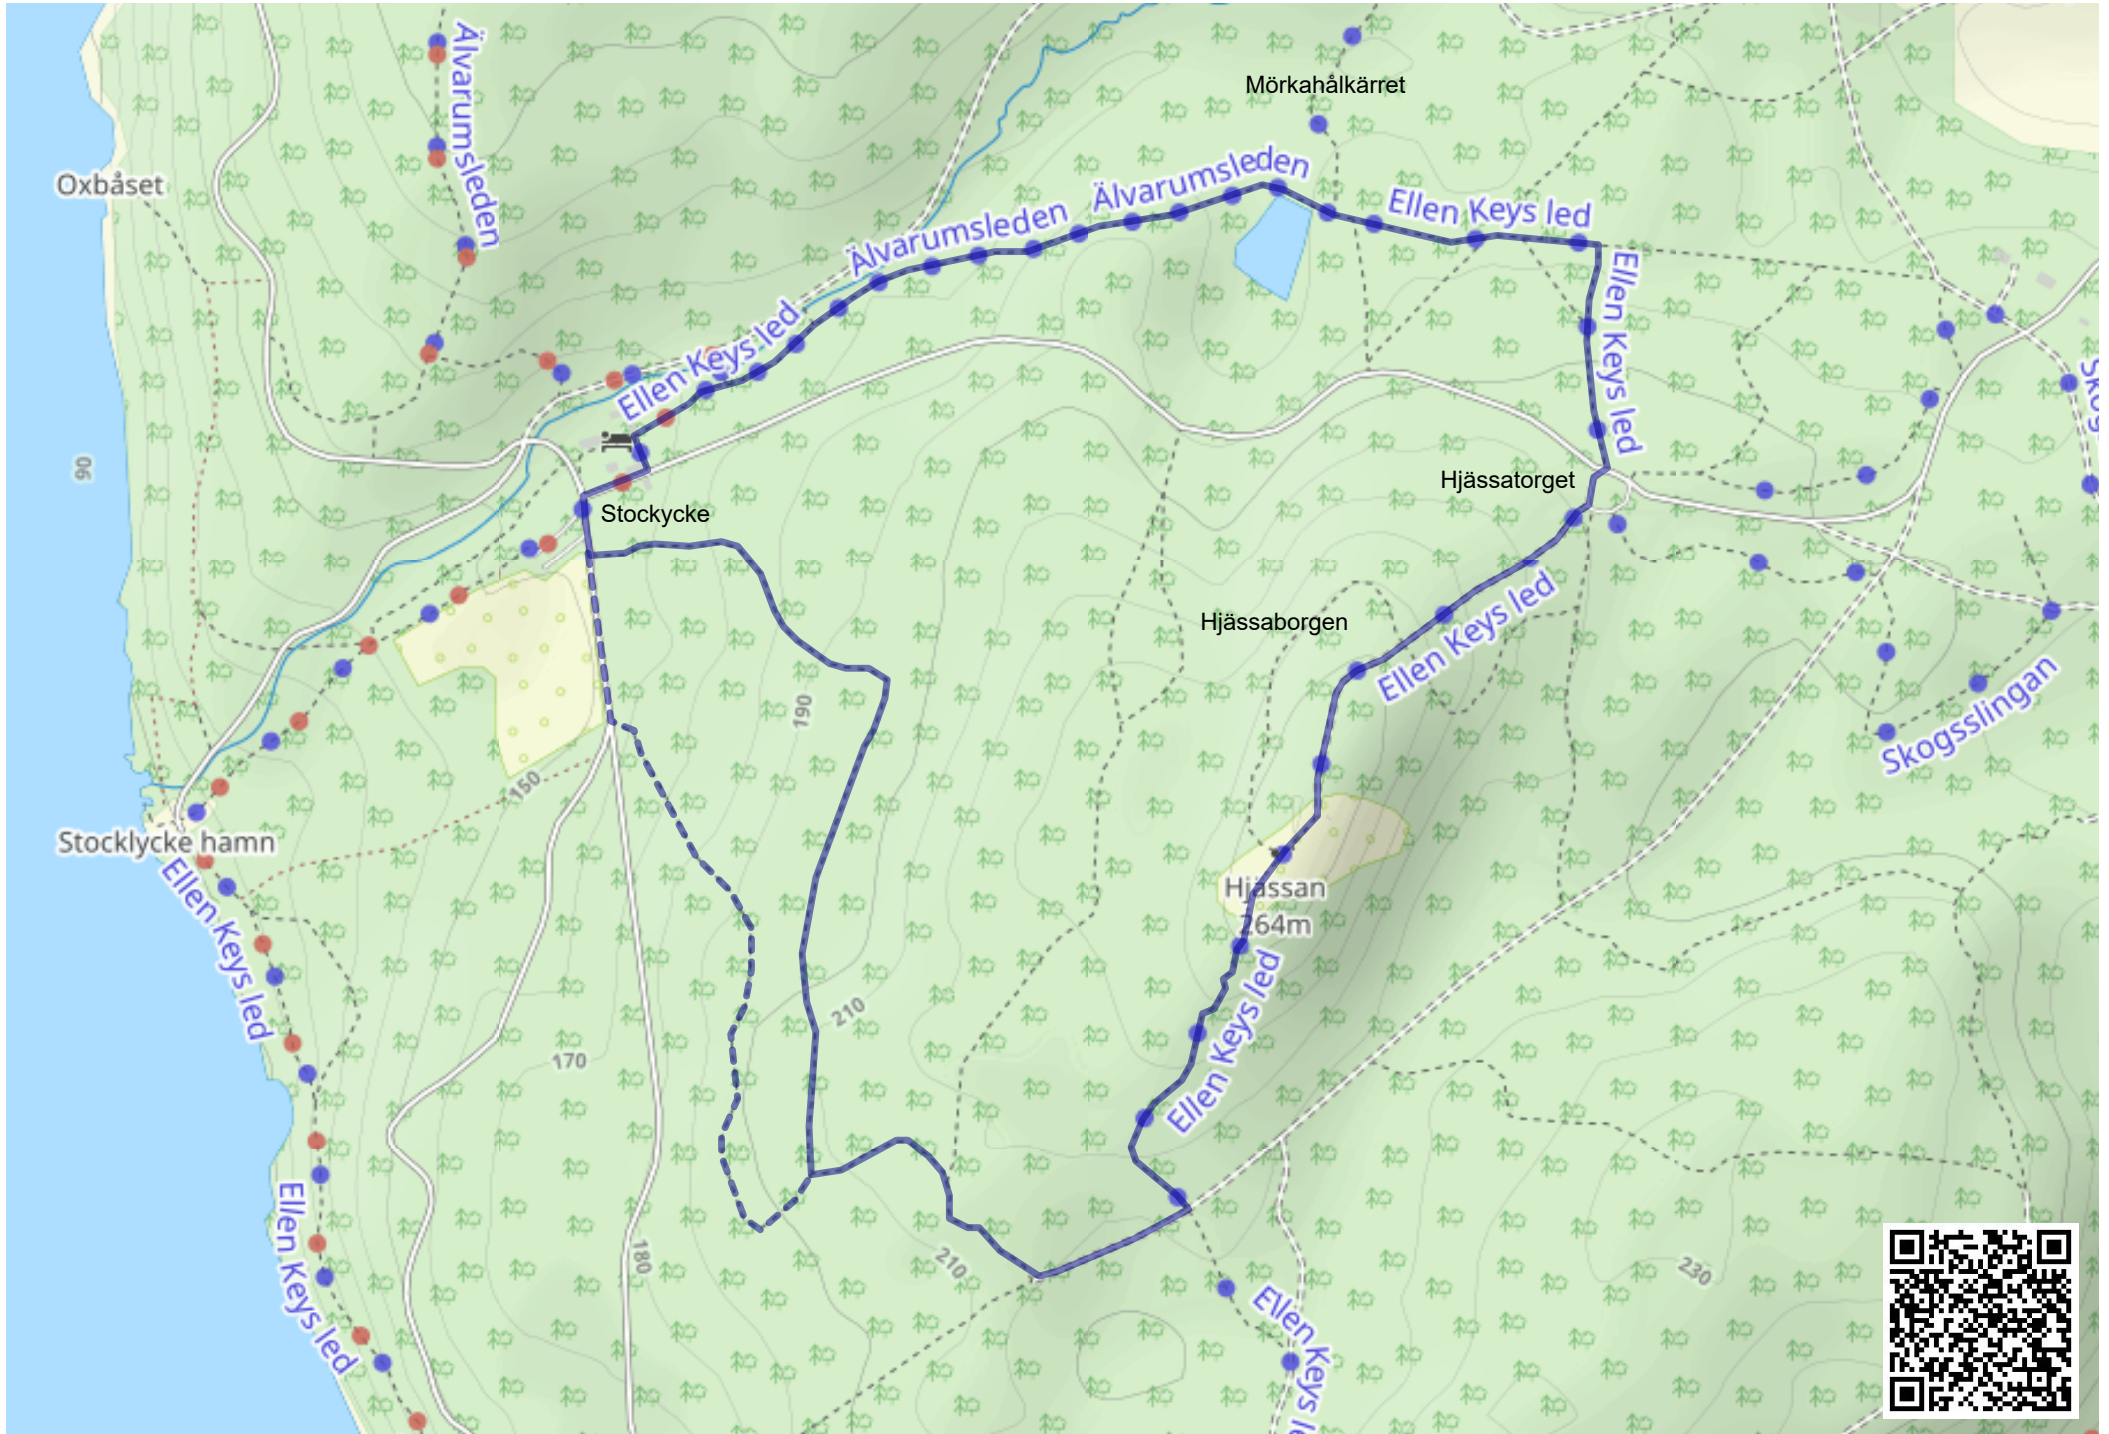 Älvarumsleden
Mörkahålkärret
Oxbåset
Älvarumsleden
Älvarumsleden
Ellen Keys led
Ellen Keys led
Ellen Keys led
Skog
90
Hjässatorget
Stockycke
Hjässaborgen
Ellen Keys led
Skogsslingan
190
150
Stocklycke hamn
Hjässan
264m
Ellen Keys led
Ellen Keys led
210
170
Ellen Keys led
180
210
230
Ellen Keys le